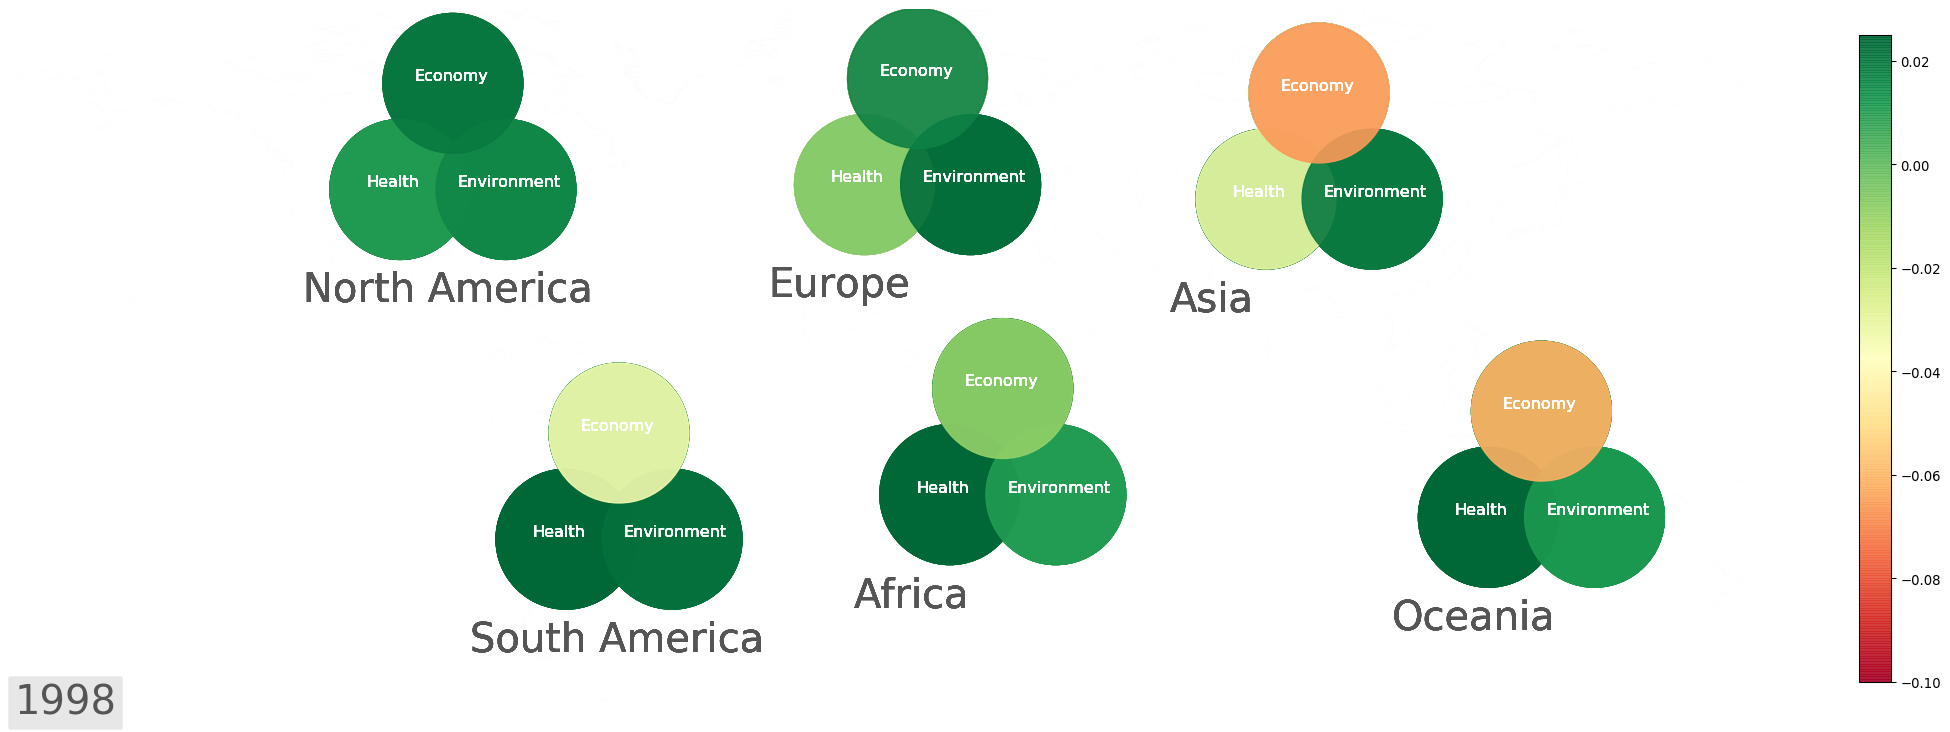 Economy
Health
Environment
North America
Economy
Health
Environment
Europe
Economy
Health
Environment
Asia
Economy
Health
Environment
South America
Economy
Health
Environment
Africa
Economy
Health
Environment
Oceania
1998
0.02
0.00
−0.02
−0.04
−0.06
−0.08
−0.10